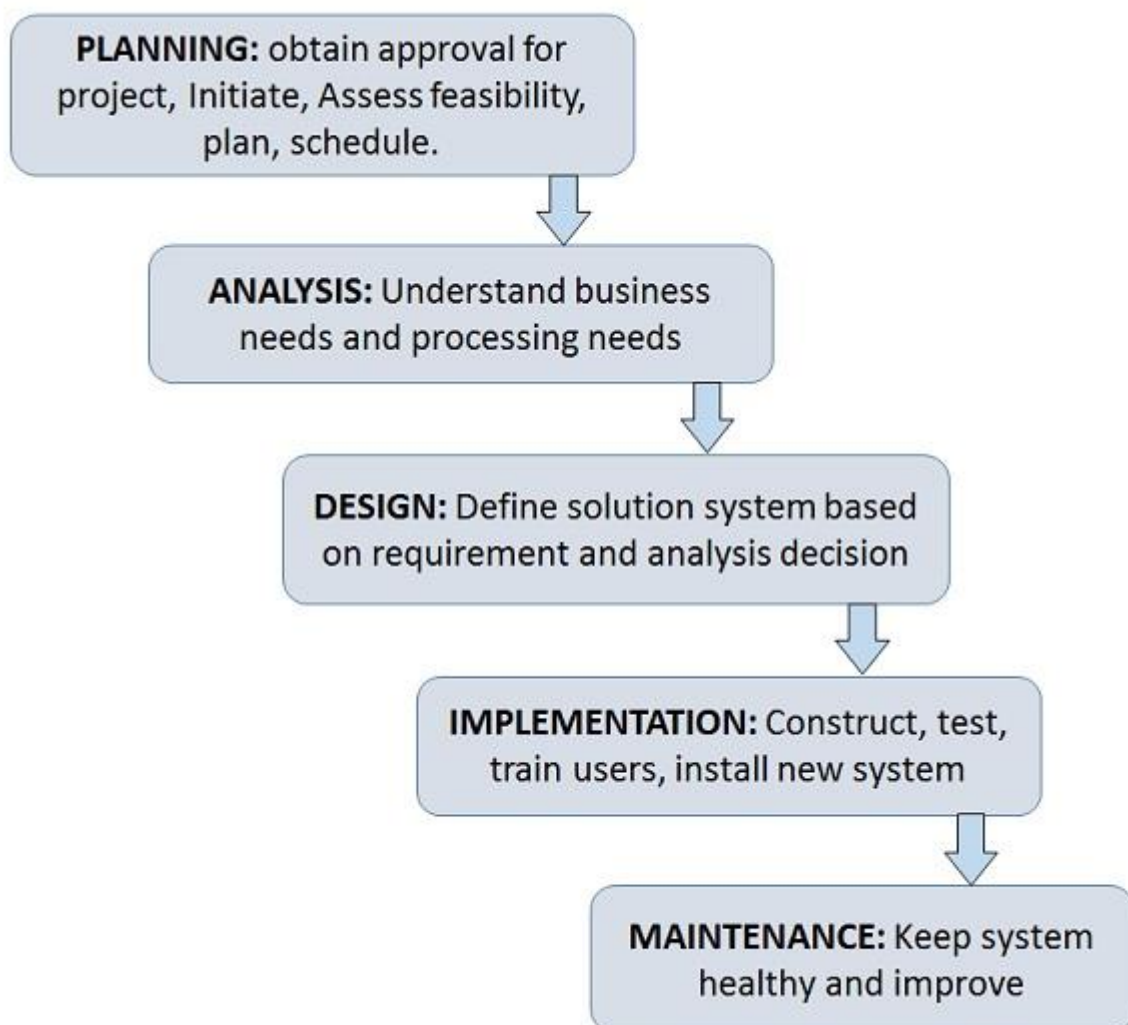 PLANNING: obtain approval for
project, Initiate, Assess feasibility,
plan, schedule.
ANALYSIS: Understand business
needs and processing needs
DESIGN: Define solution system based
on requirement and analysis decision
IMPLEMENTATION: Construct, test,
train users, install new system
MAINTENANCE: Keep system
healthy and improve